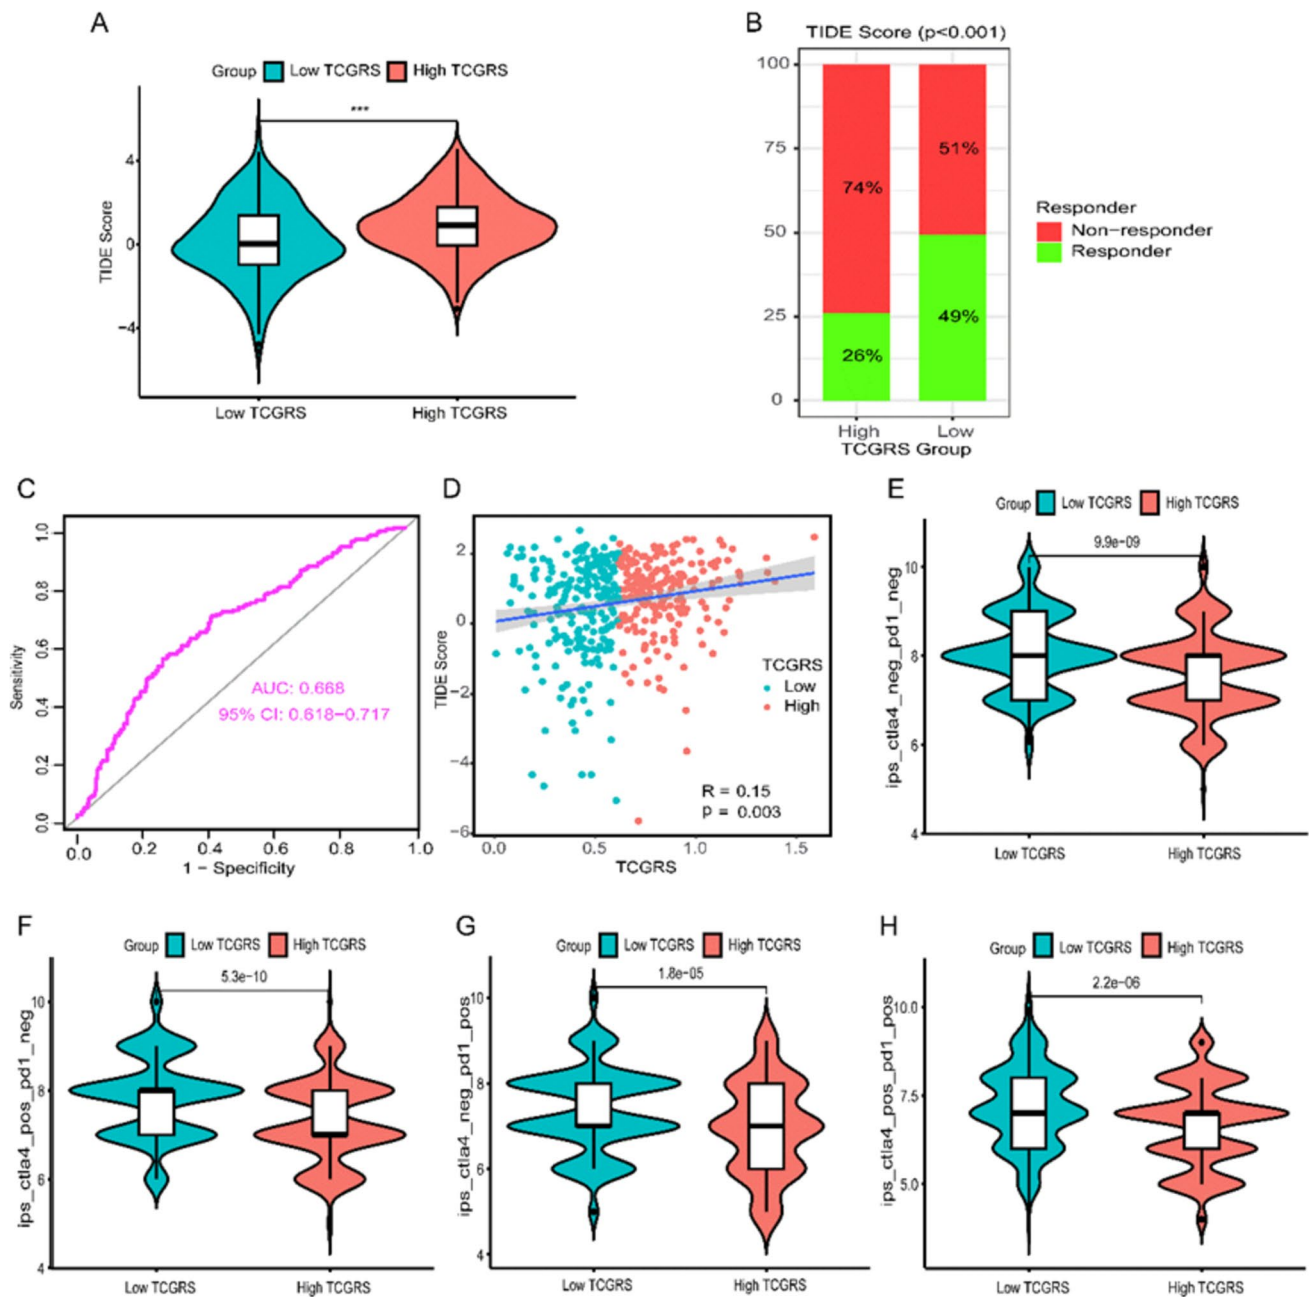 A
Group Low TCGRS High TCGRS
***
4
0
−4
TIDE Score
Low TCGRS High TCGRS
B
TIDE Score (p<0.001)
100
75
50
25
0
74%
26%
51%
49%
High Low
TCGRS Group
Responder
Non−responder
Responder
C
1.0
0.8
0.6
0.4
0.2
0.0
Sensitivity
AUC: 0.668
95% CI: 0.618−0.717
0.0 0.2 0.4 0.6 0.8 1.0
1 − Specificity
D
2
0
−2
−4
−6
TIDE Score
TCGRS
Low
High
R = 0.15
p = 0.003
0.0 0.5 1.0 1.5
TCGRS
E
Group Low TCGRS High TCGRS
9.9e−09
10
8
6
4
ips_ctla4_neg_pd1_neg
Low TCGRS High TCGRS
F
Group Low TCGRS High TCGRS
5.3e−10
10
8
6
4
ips_ctla4_pos_pd1_neg
Low TCGRS High TCGRS
G
Group Low TCGRS High TCGRS
1.8e−05
10
8
6
4
ips_ctla4_neg_pd1_pos
Low TCGRS High TCGRS
H
Group Low TCGRS High TCGRS
2.2e−06
10.0
7.5
5.0
ips_ctla4_pos_pd1_pos
Low TCGRS High TCGRS